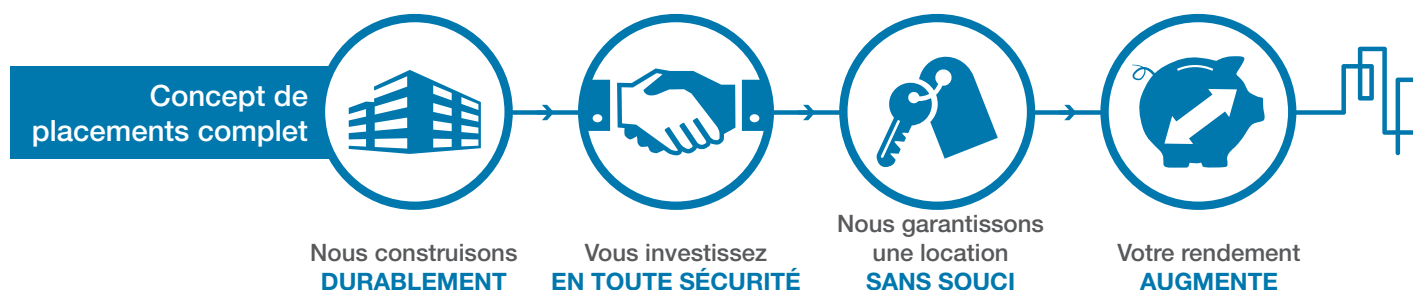 Concept de
placements complet
Nous construisons
DURABLEMENT
Vous investissez
EN TOUTE SÉCURITÉ
Nous garantissons
une location
SANS SOUCI
Votre rendement
AUGMENTE